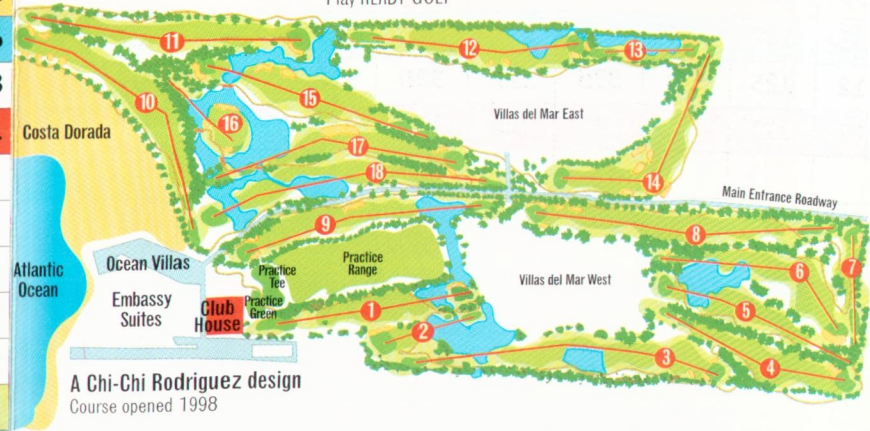 Play READY GOLF
11
12
13
10
15
Costa Dorada
16
Villas del Mar East
17
18
14
Main Entrance Roadway
9
8
Ocean Villas
Practice
Range
Atlantic
Ocean
Practice
Tee
Villas del Mar West
6
7
Embassy
Suites
Club
House
Practice
Green
1
5
2
3
4
A Chi-Chi Rodriguez design
Course opened 1998